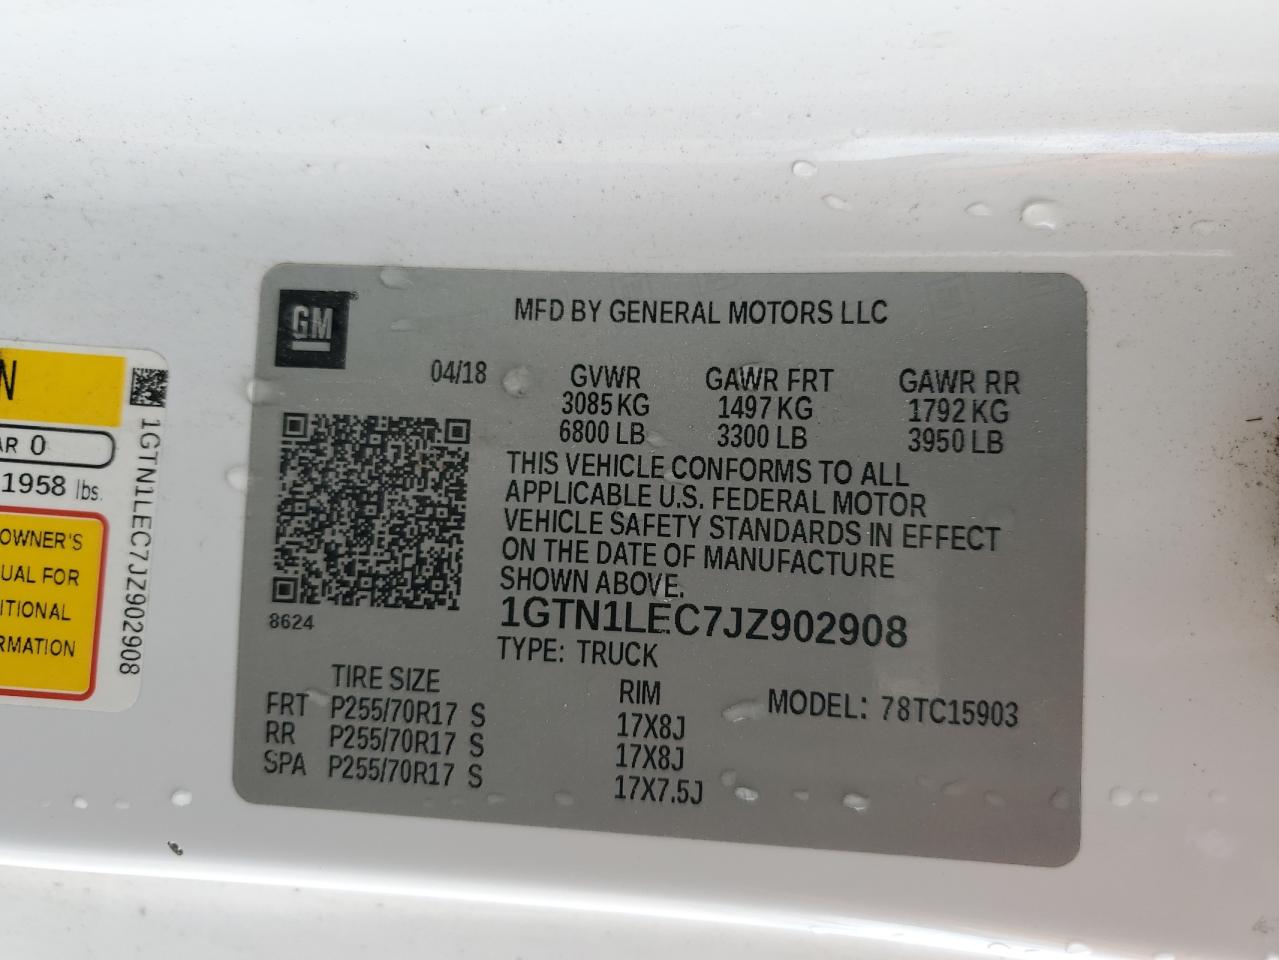 N
AR 0
1958 lbs.
OWNER'S
UAL FOR
ITIONAL
RMATION
1GTN1LEC7JZ902908
GM
MFD BY GENERAL MOTORS LLC
04/18 GVWR GAWR FRT GAWR RR
3085 KG 1497 KG 1792 KG
6800 LB 3300 LB 3950 LB
THIS VEHICLE CONFORMS TO ALL
APPLICABLE U.S. FEDERAL MOTOR
VEHICLE SAFETY STANDARDS IN EFFECT
ON THE DATE OF MANUFACTURE
SHOWN ABOVE.
8624
1GTN1LEC7JZ902908
TYPE: TRUCK
TIRE SIZE RIM MODEL: 78TC15903
FRT P255/70R17 S 17X8J
RR P255/70R17 S 17X8J
SPA P255/70R17 S 17X7.5J